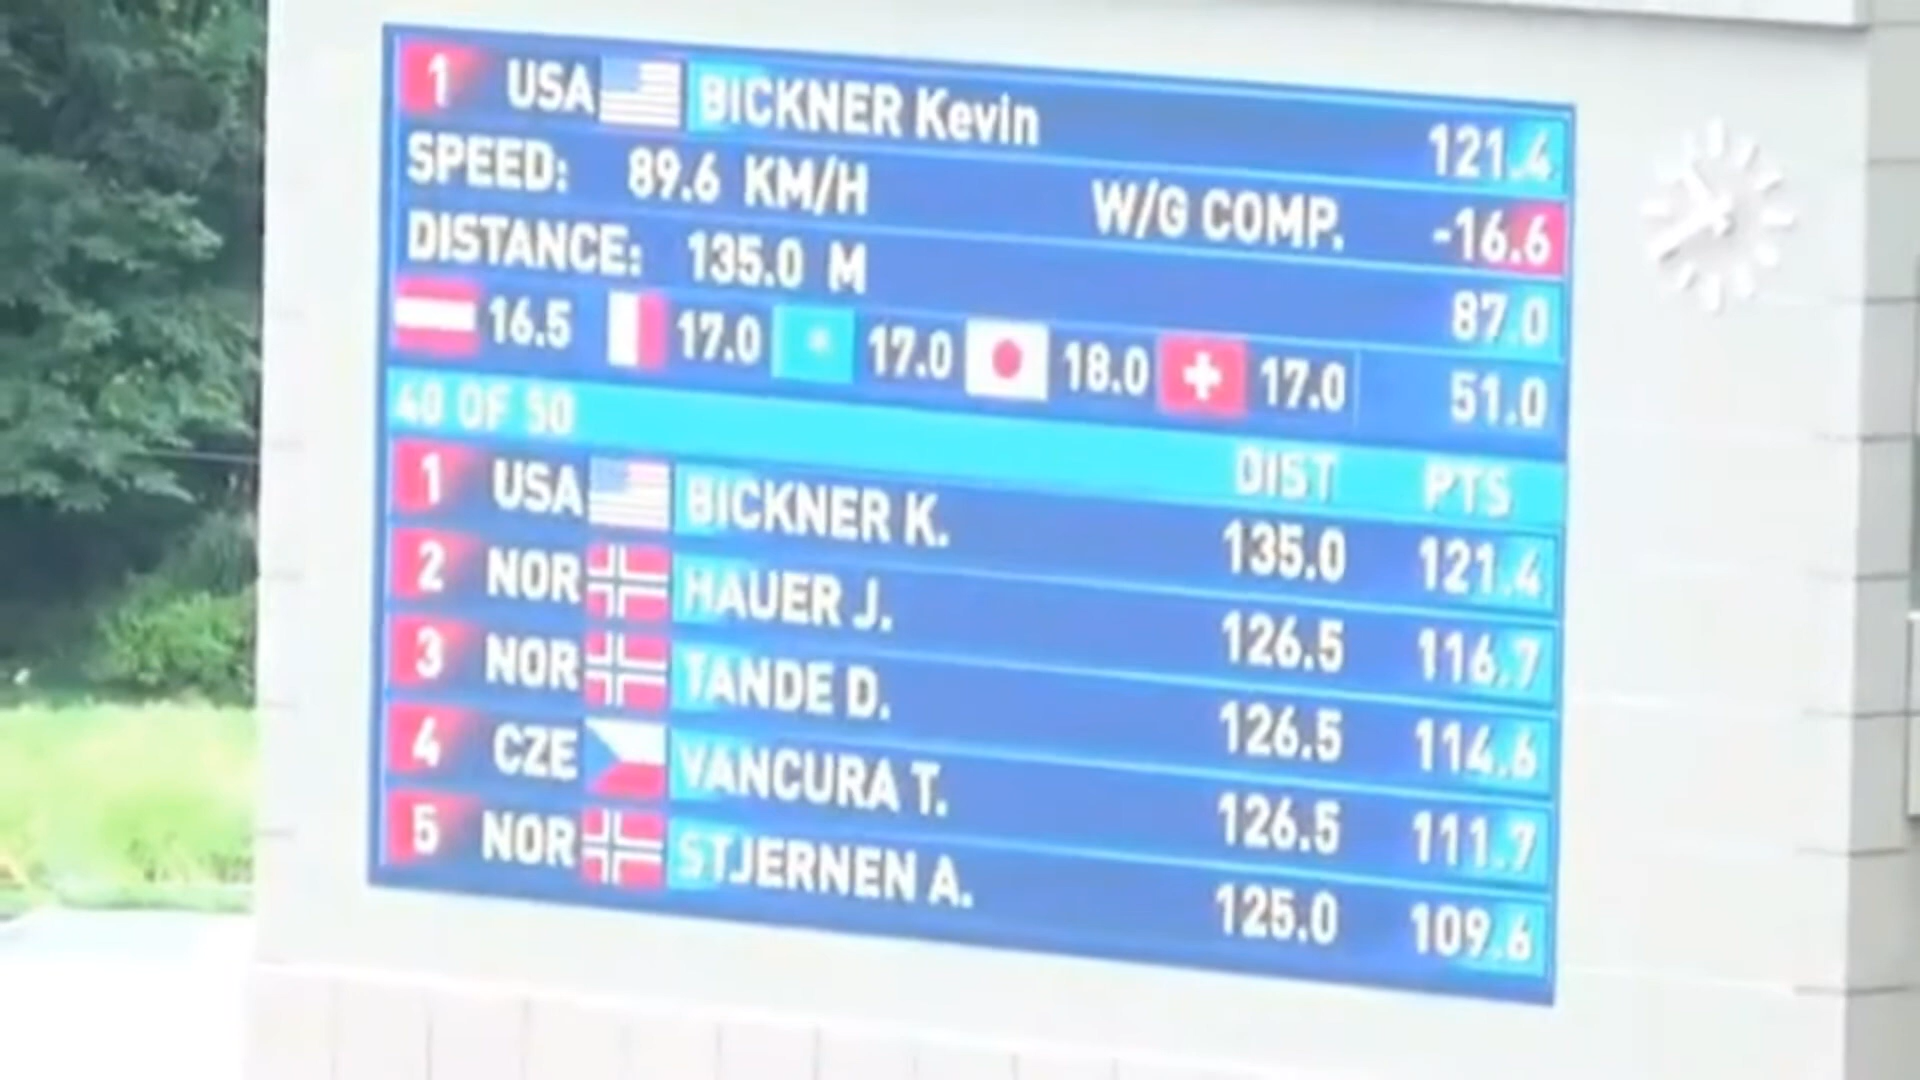 1 USA BICKNER Kevin 121.4
SPEED: 89.6 KM/H W/G COMP. -16.6
DISTANCE: 135.0 M 87.0
16.5 17.0 17.0 18.0 17.0 51.0
40 OF 50 DIST PTS
1 USA BICKNER K. 135.0 121.4
2 NOR HAUER J. 126.5 116.7
3 NOR TANDE D. 126.5 114.6
4 CZE VANCURA T. 126.5 111.7
5 NOR STJERNEN A. 125.0 109.6